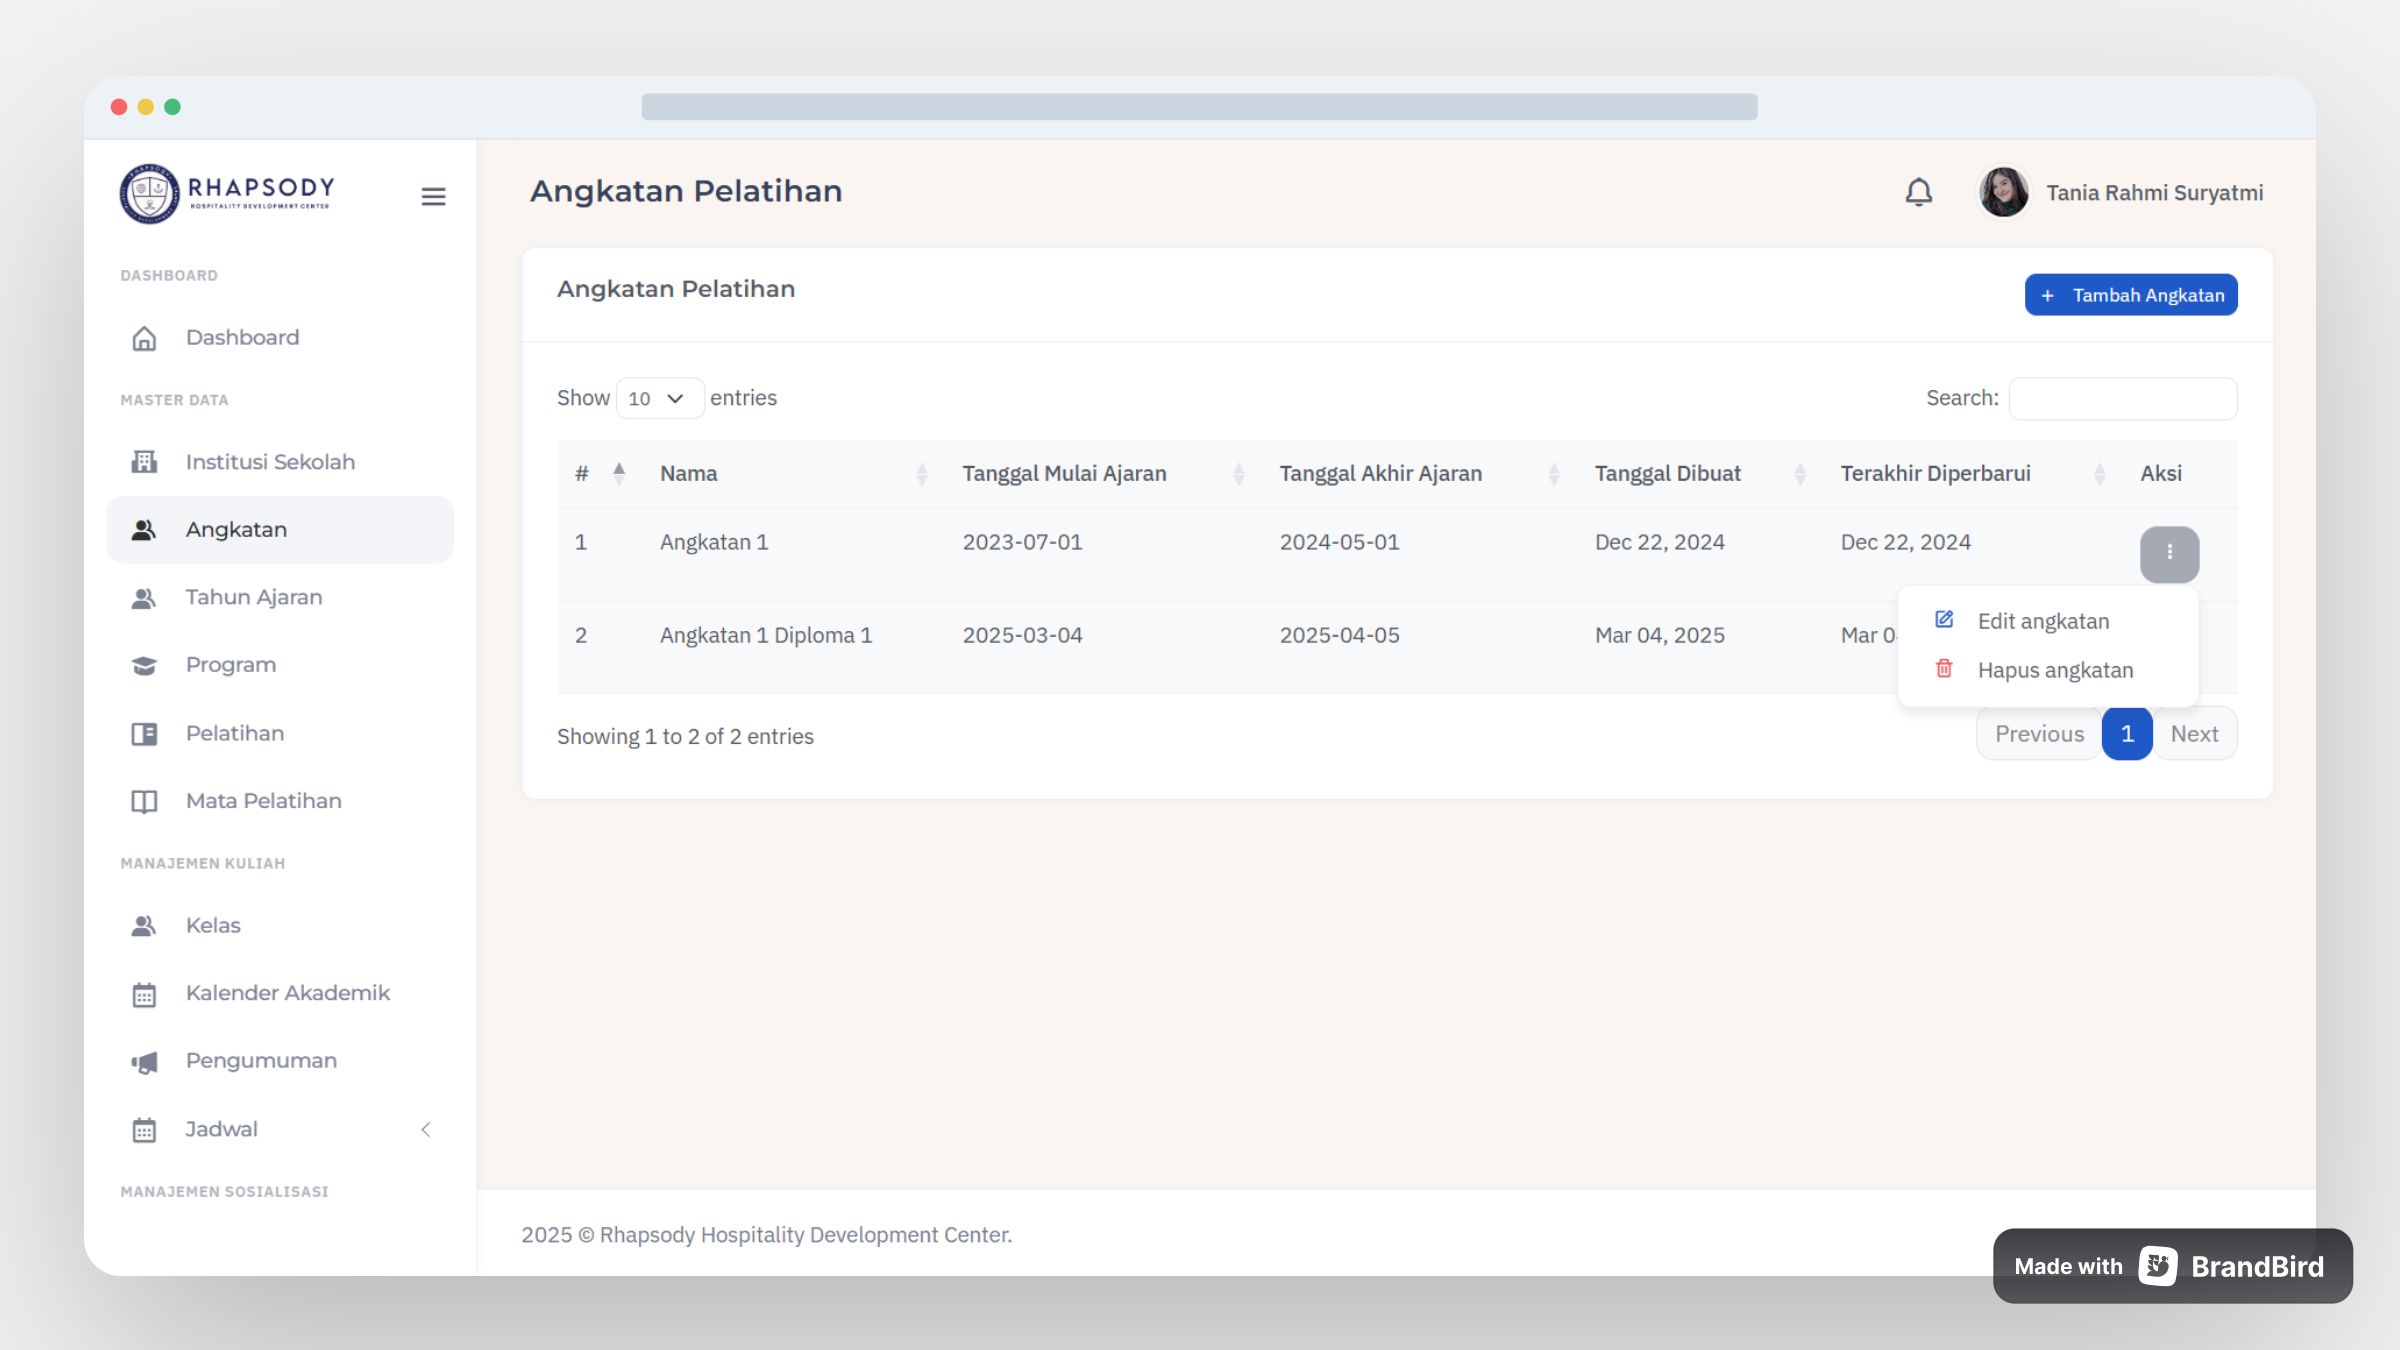 RHAPSODY
HOSPITALITY DEVELOPMENT CENTER
Angkatan Pelatihan
Tania Rahmi Suryatmi
DASHBOARD
Dashboard
MASTER DATA
Institusi Sekolah
Angkatan
Tahun Ajaran
Program
Pelatihan
Mata Pelatihan
MANAJEMEN KULIAH
Kelas
Kalender Akademik
Pengumuman
Jadwal
MANAJEMEN SOSIALISASI
Angkatan Pelatihan
+ Tambah Angkatan
Show 10 entries
Search:
# Nama Tanggal Mulai Ajaran Tanggal Akhir Ajaran Tanggal Dibuat Terakhir Diperbarui Aksi
1 Angkatan 1 2023-07-01 2024-05-01 Dec 22, 2024 Dec 22, 2024
2 Angkatan 1 Diploma 1 2025-03-04 2025-04-05 Mar 04, 2025 Mar 0
Edit angkatan
Hapus angkatan
Showing 1 to 2 of 2 entries
Previous 1 Next
2025 © Rhapsody Hospitality Development Center.
Made with BrandBird